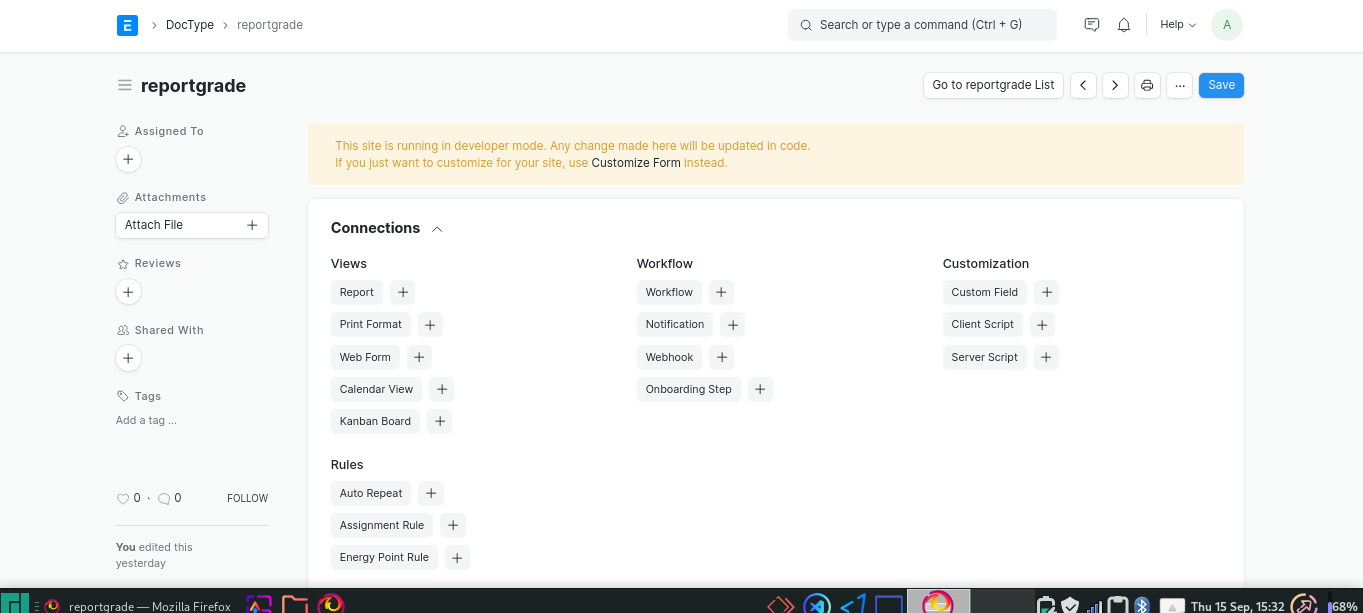 E
DocType
reportgrade
Search or type a command (Ctrl + G)
Help
A
reportgrade
Go to reportgrade List
...
Save
Assigned To
Attachments
Attach File
Reviews
Shared With
Tags
Add a tag ...
0 · 0 FOLLOW
You edited this
yesterday
This site is running in developer mode. Any change made here will be updated in code.
If you just want to customize for your site, use Customize Form instead.
Connections
Views
Report
Print Format
Web Form
Calendar View
Kanban Board
Workflow
Workflow
Notification
Webhook
Onboarding Step
Customization
Custom Field
Client Script
Server Script
Rules
Auto Repeat
Assignment Rule
Energy Point Rule
reportgrade — Mozilla Firefox
Thu 15 Sep, 15:32
68%